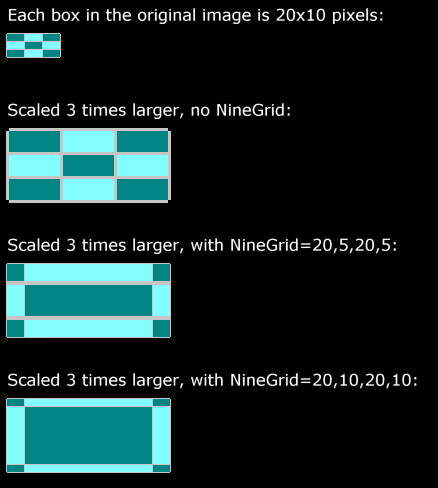 Each box in the original image is 20x10 pixels:
Scaled 3 times larger, no NineGrid:
Scaled 3 times larger, with NineGrid=20,5,20,5:
Scaled 3 times larger, with NineGrid=20,10,20,10: